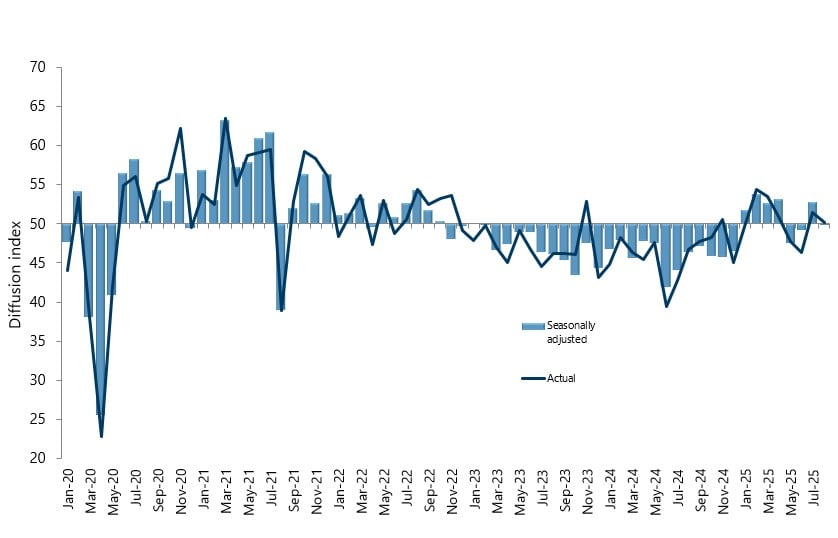 70
65
60
55
50
45
40
35
30
25
20
Diffusion index
Seasonally
adjusted
Actual
Jan-20
Mar-20
May-20
Jul-20
Sep-20
Nov-20
Jan-21
Mar-21
May-21
Jul-21
Sep-21
Nov-21
Jan-22
Mar-22
May-22
Jul-22
Sep-22
Nov-22
Jan-23
Mar-23
May-23
Jul-23
Sep-23
Nov-23
Jan-24
Mar-24
May-24
Jul-24
Sep-24
Nov-24
Jan-25
Mar-25
May-25
Jul-25